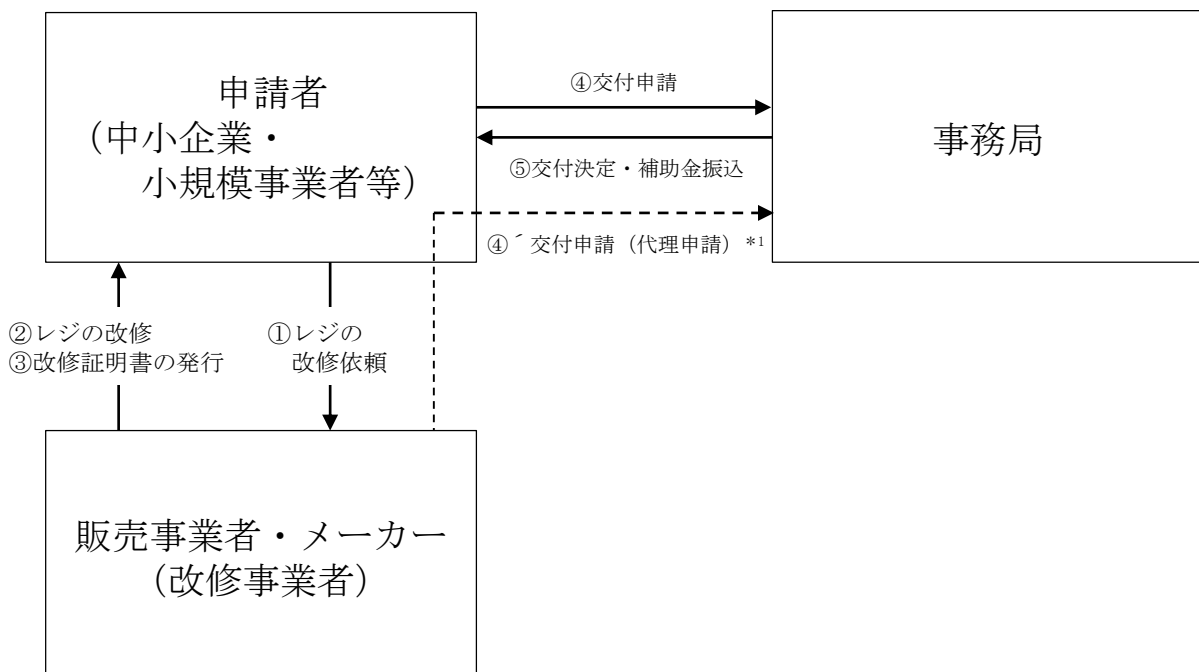 申請者
（中小企業・
小規模事業者等）
④交付申請
⑤交付決定・補助金振込
④´交付申請（代理申請）*1
事務局
②レジの改修
③改修証明書の発行
①レジの
改修依頼
販売事業者・メーカー
（改修事業者）